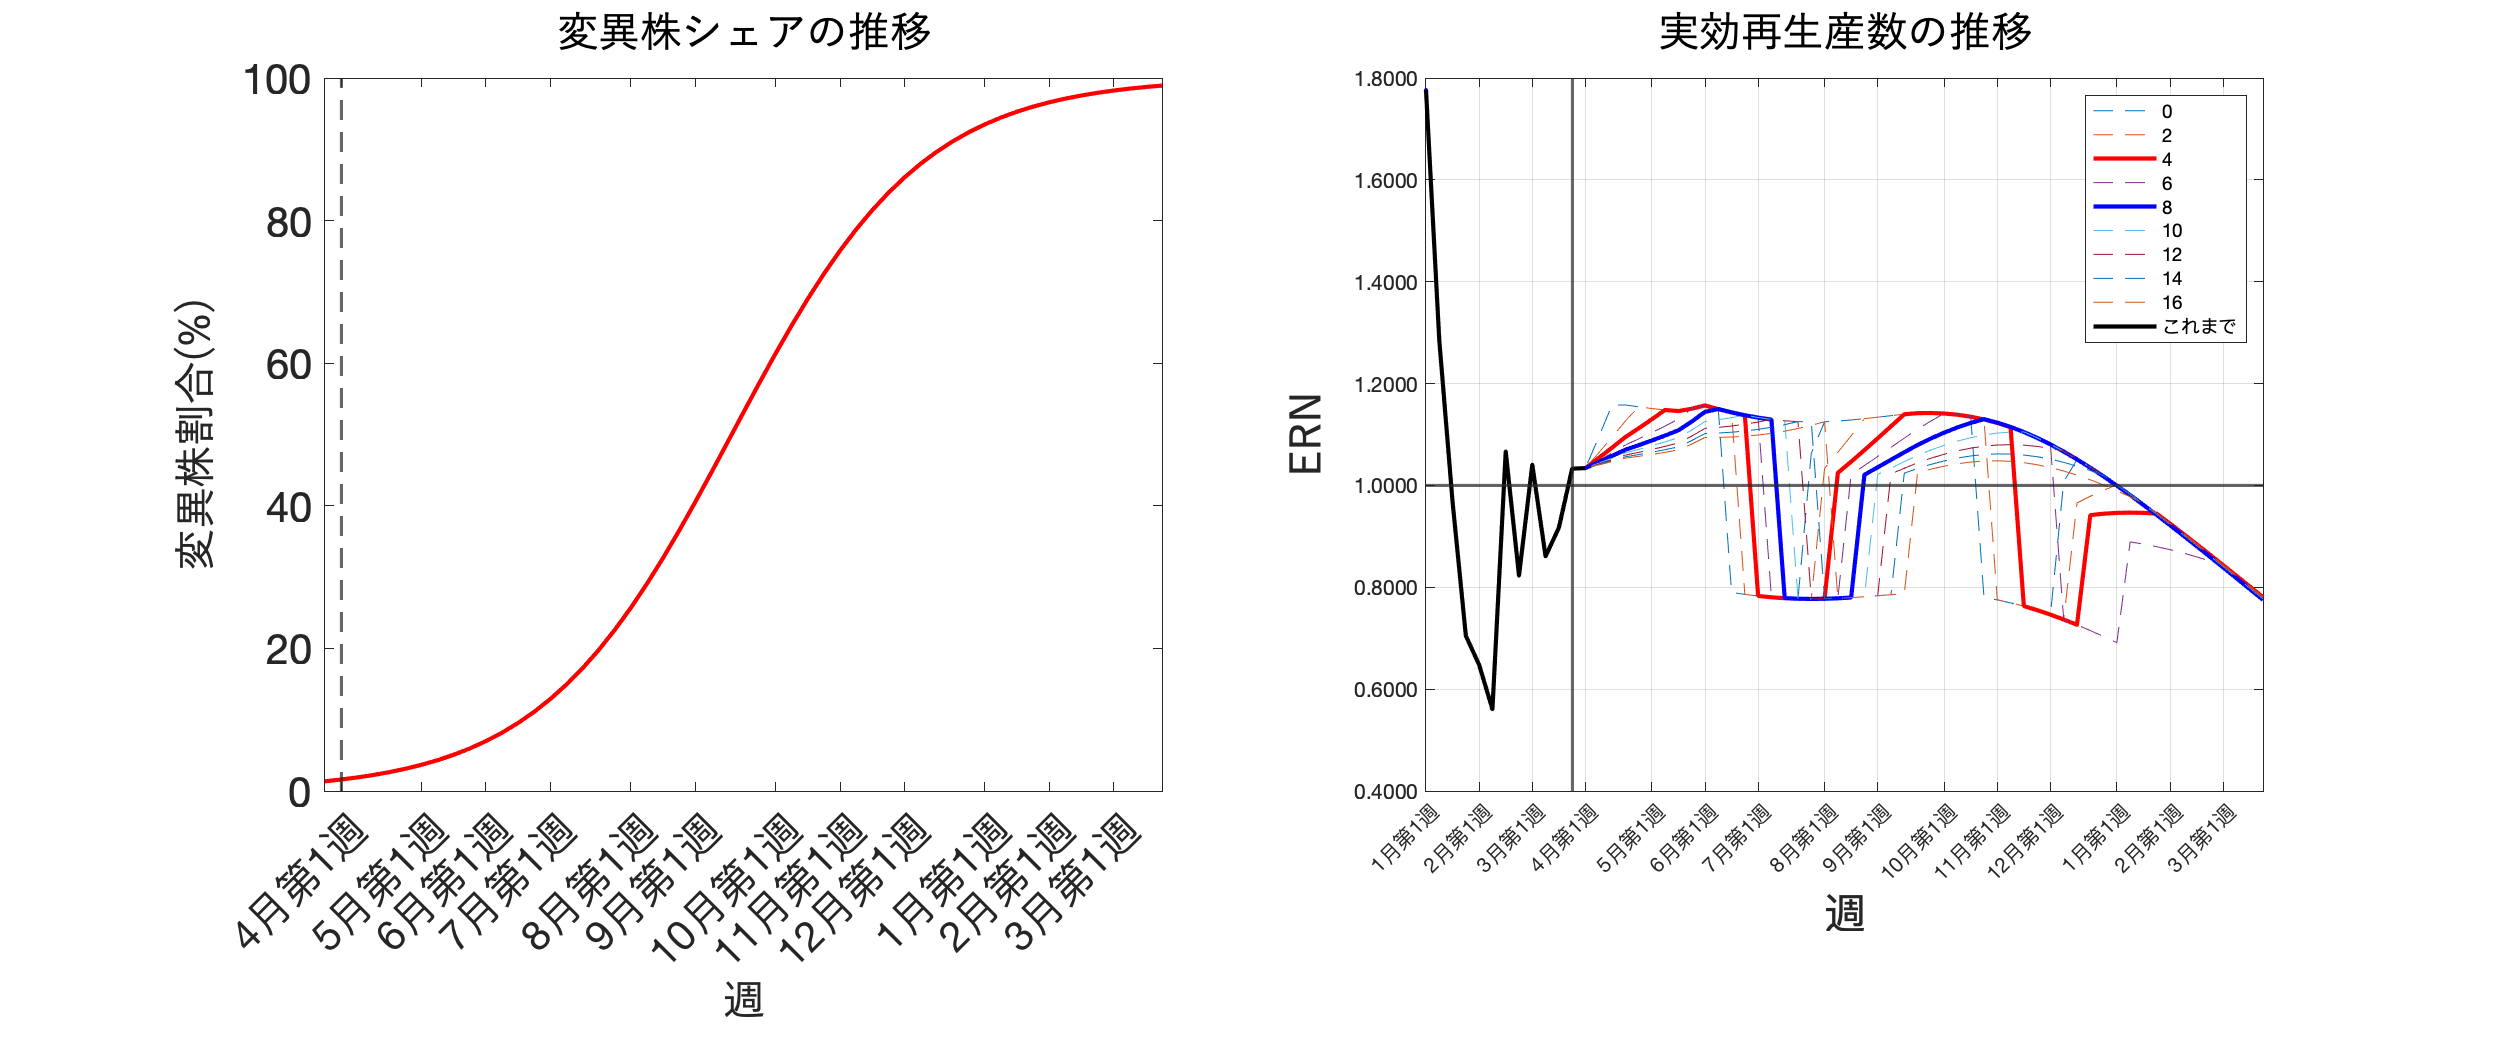 変異株シェアの推移
変異株割合(%)
100
80
60
40
20
0
4月第1週
5月第1週
6月第1週
7月第1週
8月第1週
9月第1週
10月第1週
11月第1週
12月第1週
1月第1週
2月第1週
3月第1週
週
実効再生産数の推移
ERN
1.8000
1.6000
1.4000
1.2000
1.0000
0.8000
0.6000
0.4000
0
2
4
6
8
10
12
14
16
これまで
1月第1週
2月第1週
3月第1週
4月第1週
5月第1週
6月第1週
7月第1週
8月第1週
9月第1週
10月第1週
11月第1週
12月第1週
1月第1週
2月第1週
3月第1週
週